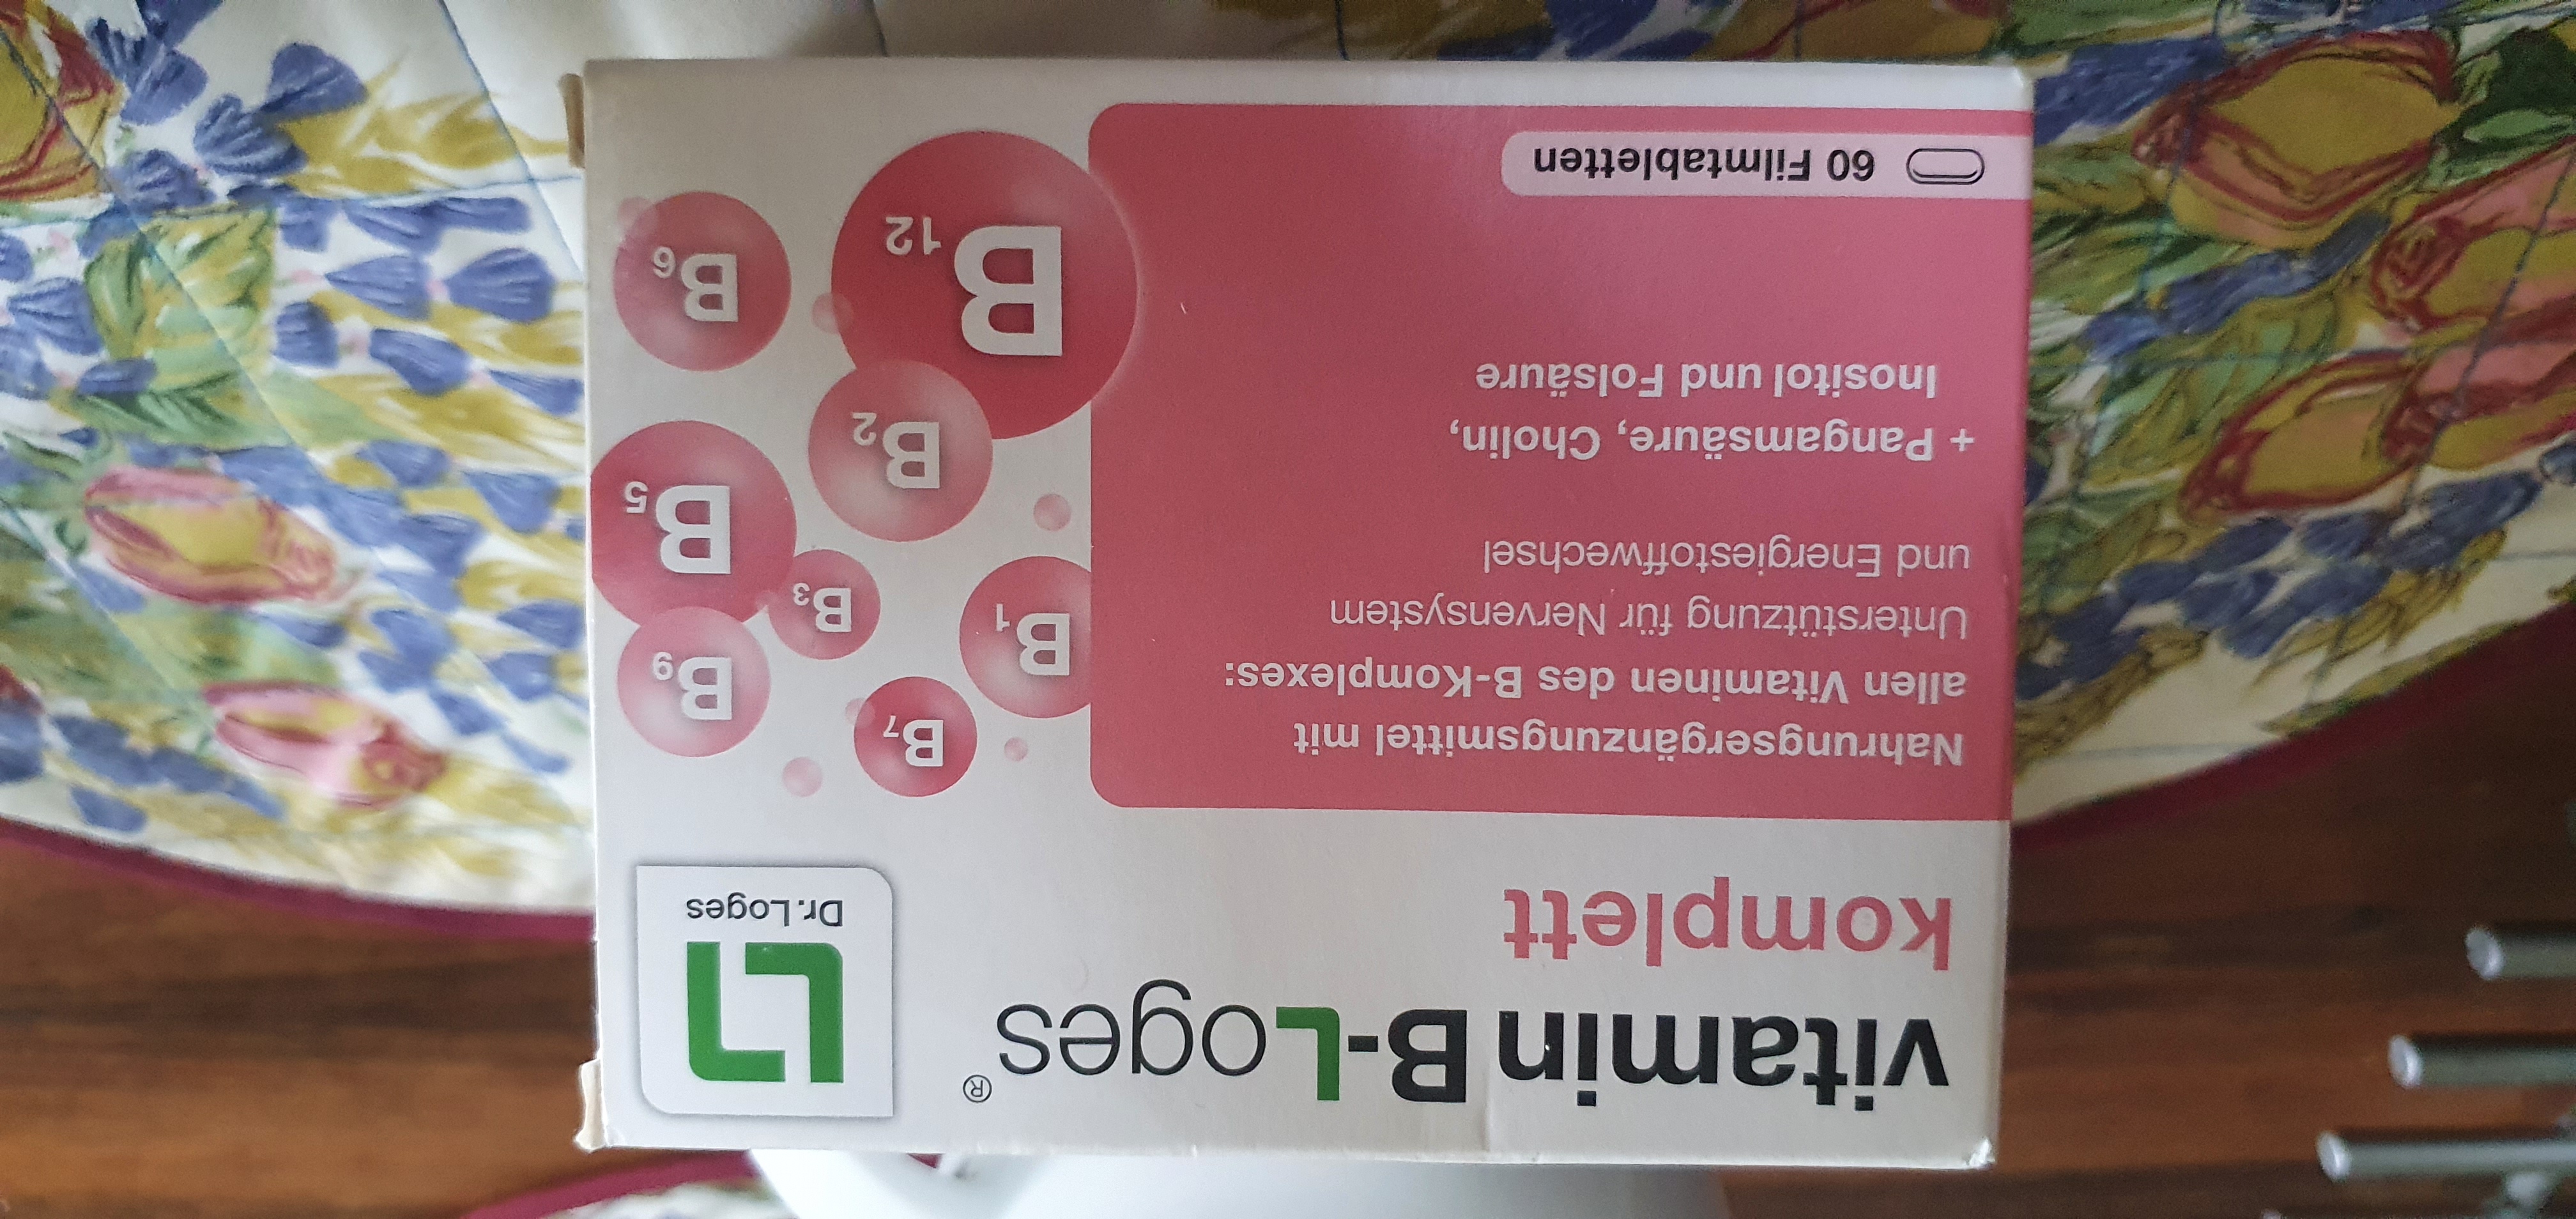 vitamin B-Loges®
komplett
Dr. Loges
Nahrungsergänzungsmittel mit
allen Vitaminen des B-Komplexes:
Unterstützung für Nervensystem
und Energiestoffwechsel
+ Pangamsäure, Cholin,
Inositol und Folsäure
60 Filmtabletten
B7
B1
B9
B3
B5
B2
B12
B6